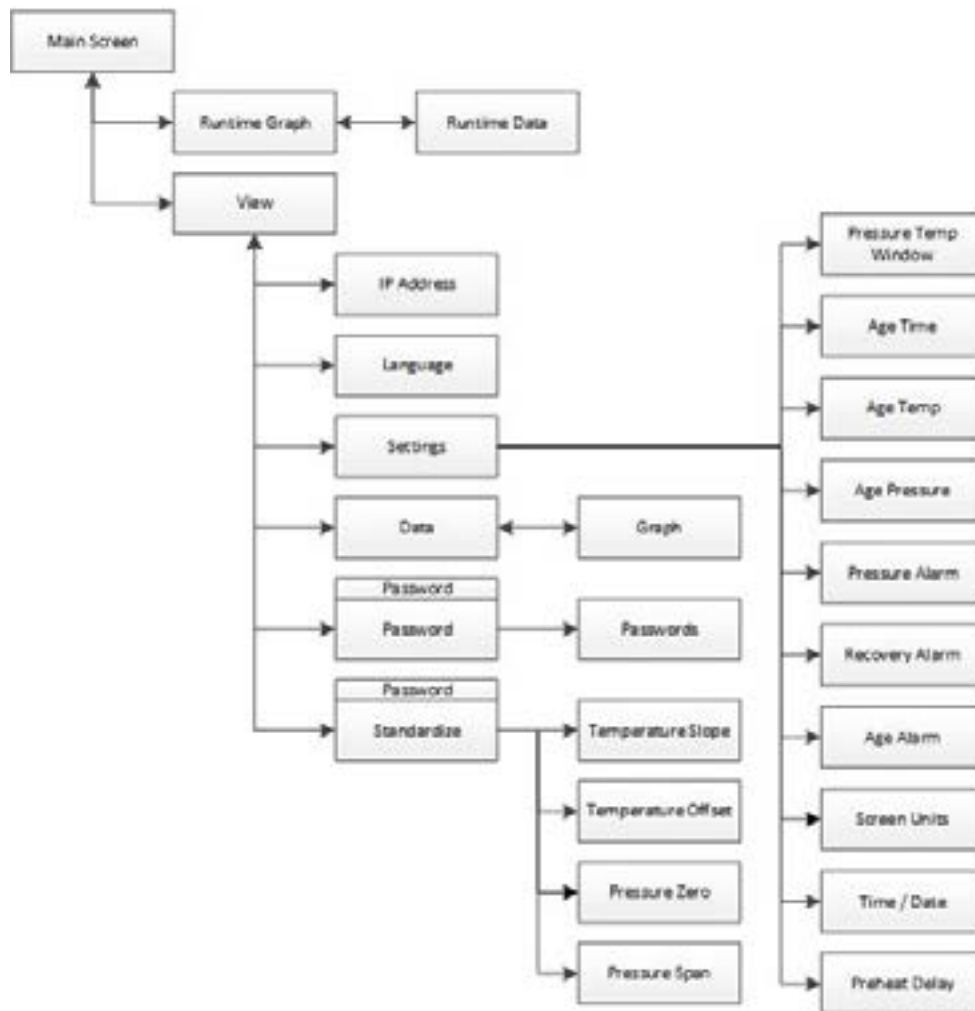 Main Screen
Runtime Graph
Runtime Data
View
Pressure Temp
Window
IP Address
Age Time
Language
Age Temp
Settings
Age Pressure
Data
Graph
Pressure Alarm
Password
Password
Passwords
Recovery Alarm
Password
Standardize
Temperature Slope
Age Alarm
Temperature Offset
Screen Units
Pressure Zero
Time / Date
Pressure Span
Preheat Delay